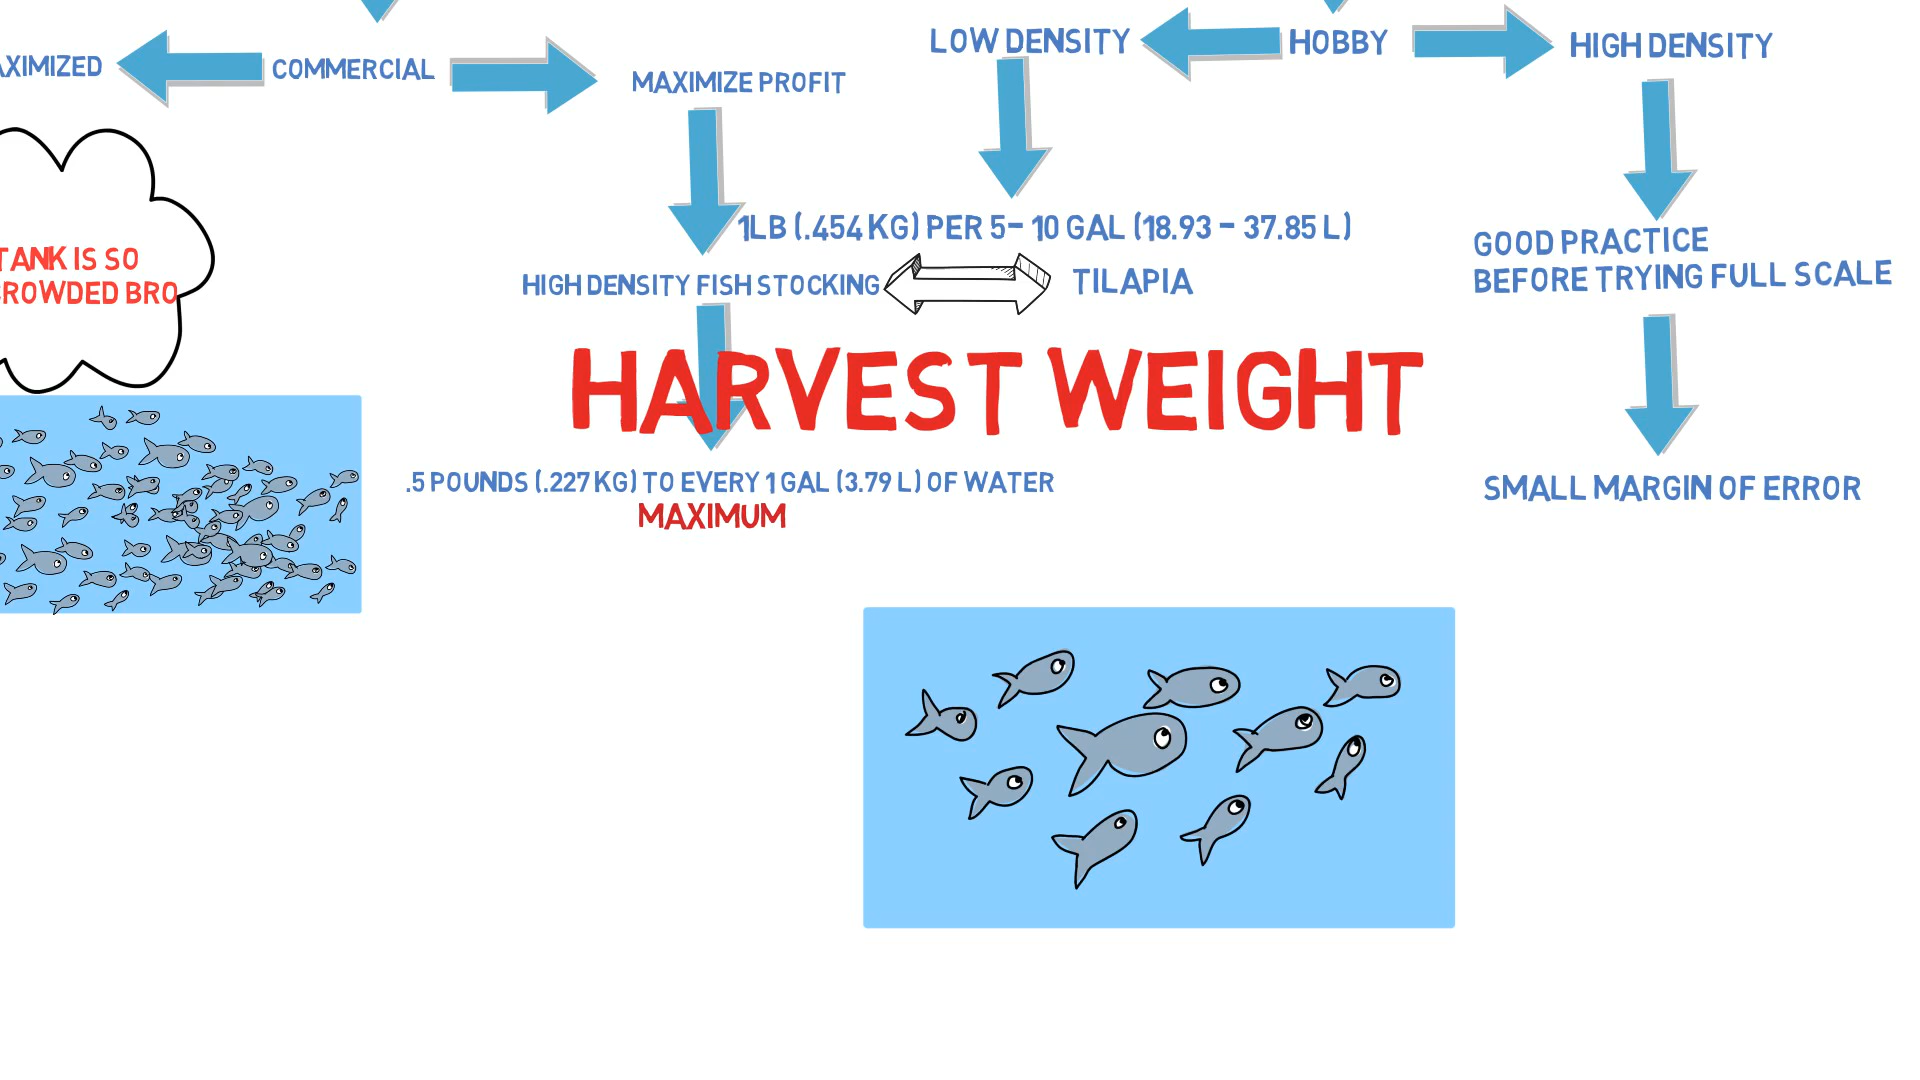 LOW DENSITY
HOBBY
HIGH DENSITY
COMMERCIAL
MAXIMIZE PROFIT
1LB (.454 KG) PER 5- 10 GAL (18.93 - 37.85 L)
GOOD PRACTICE
BEFORE TRYING FULL SCALE
TANK IS SO
BRO
HIGH DENSITY FISH STOCKING
TILAPIA
HARVEST WEIGHT
.5 POUNDS (.227 KG) TO EVERY 1 GAL (3.79 L) OF WATER
MAXIMUM
SMALL MARGIN OF ERROR